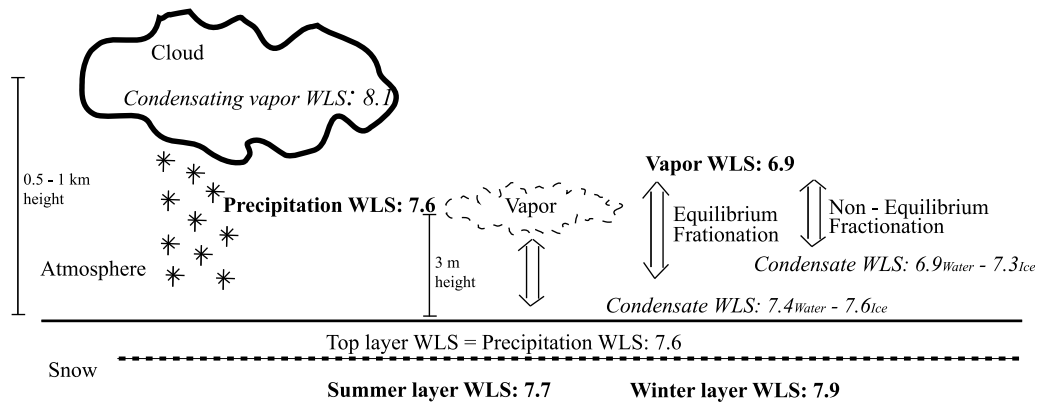 Cloud
Condensating vapor WLS: 8.1
0.5 - 1 km
height
Vapor WLS: 6.9
Precipitation WLS: 7.6
Vapor
Equilibrium
Frationation
Non - Equilibrium
Fractionation
Atmosphere
3 m
height
Condensate WLS: 6.9Water - 7.3Ice
Condensate WLS: 7.4Water - 7.6Ice
Top layer WLS = Precipitation WLS: 7.6
Snow
Summer layer WLS: 7.7
Winter layer WLS: 7.9